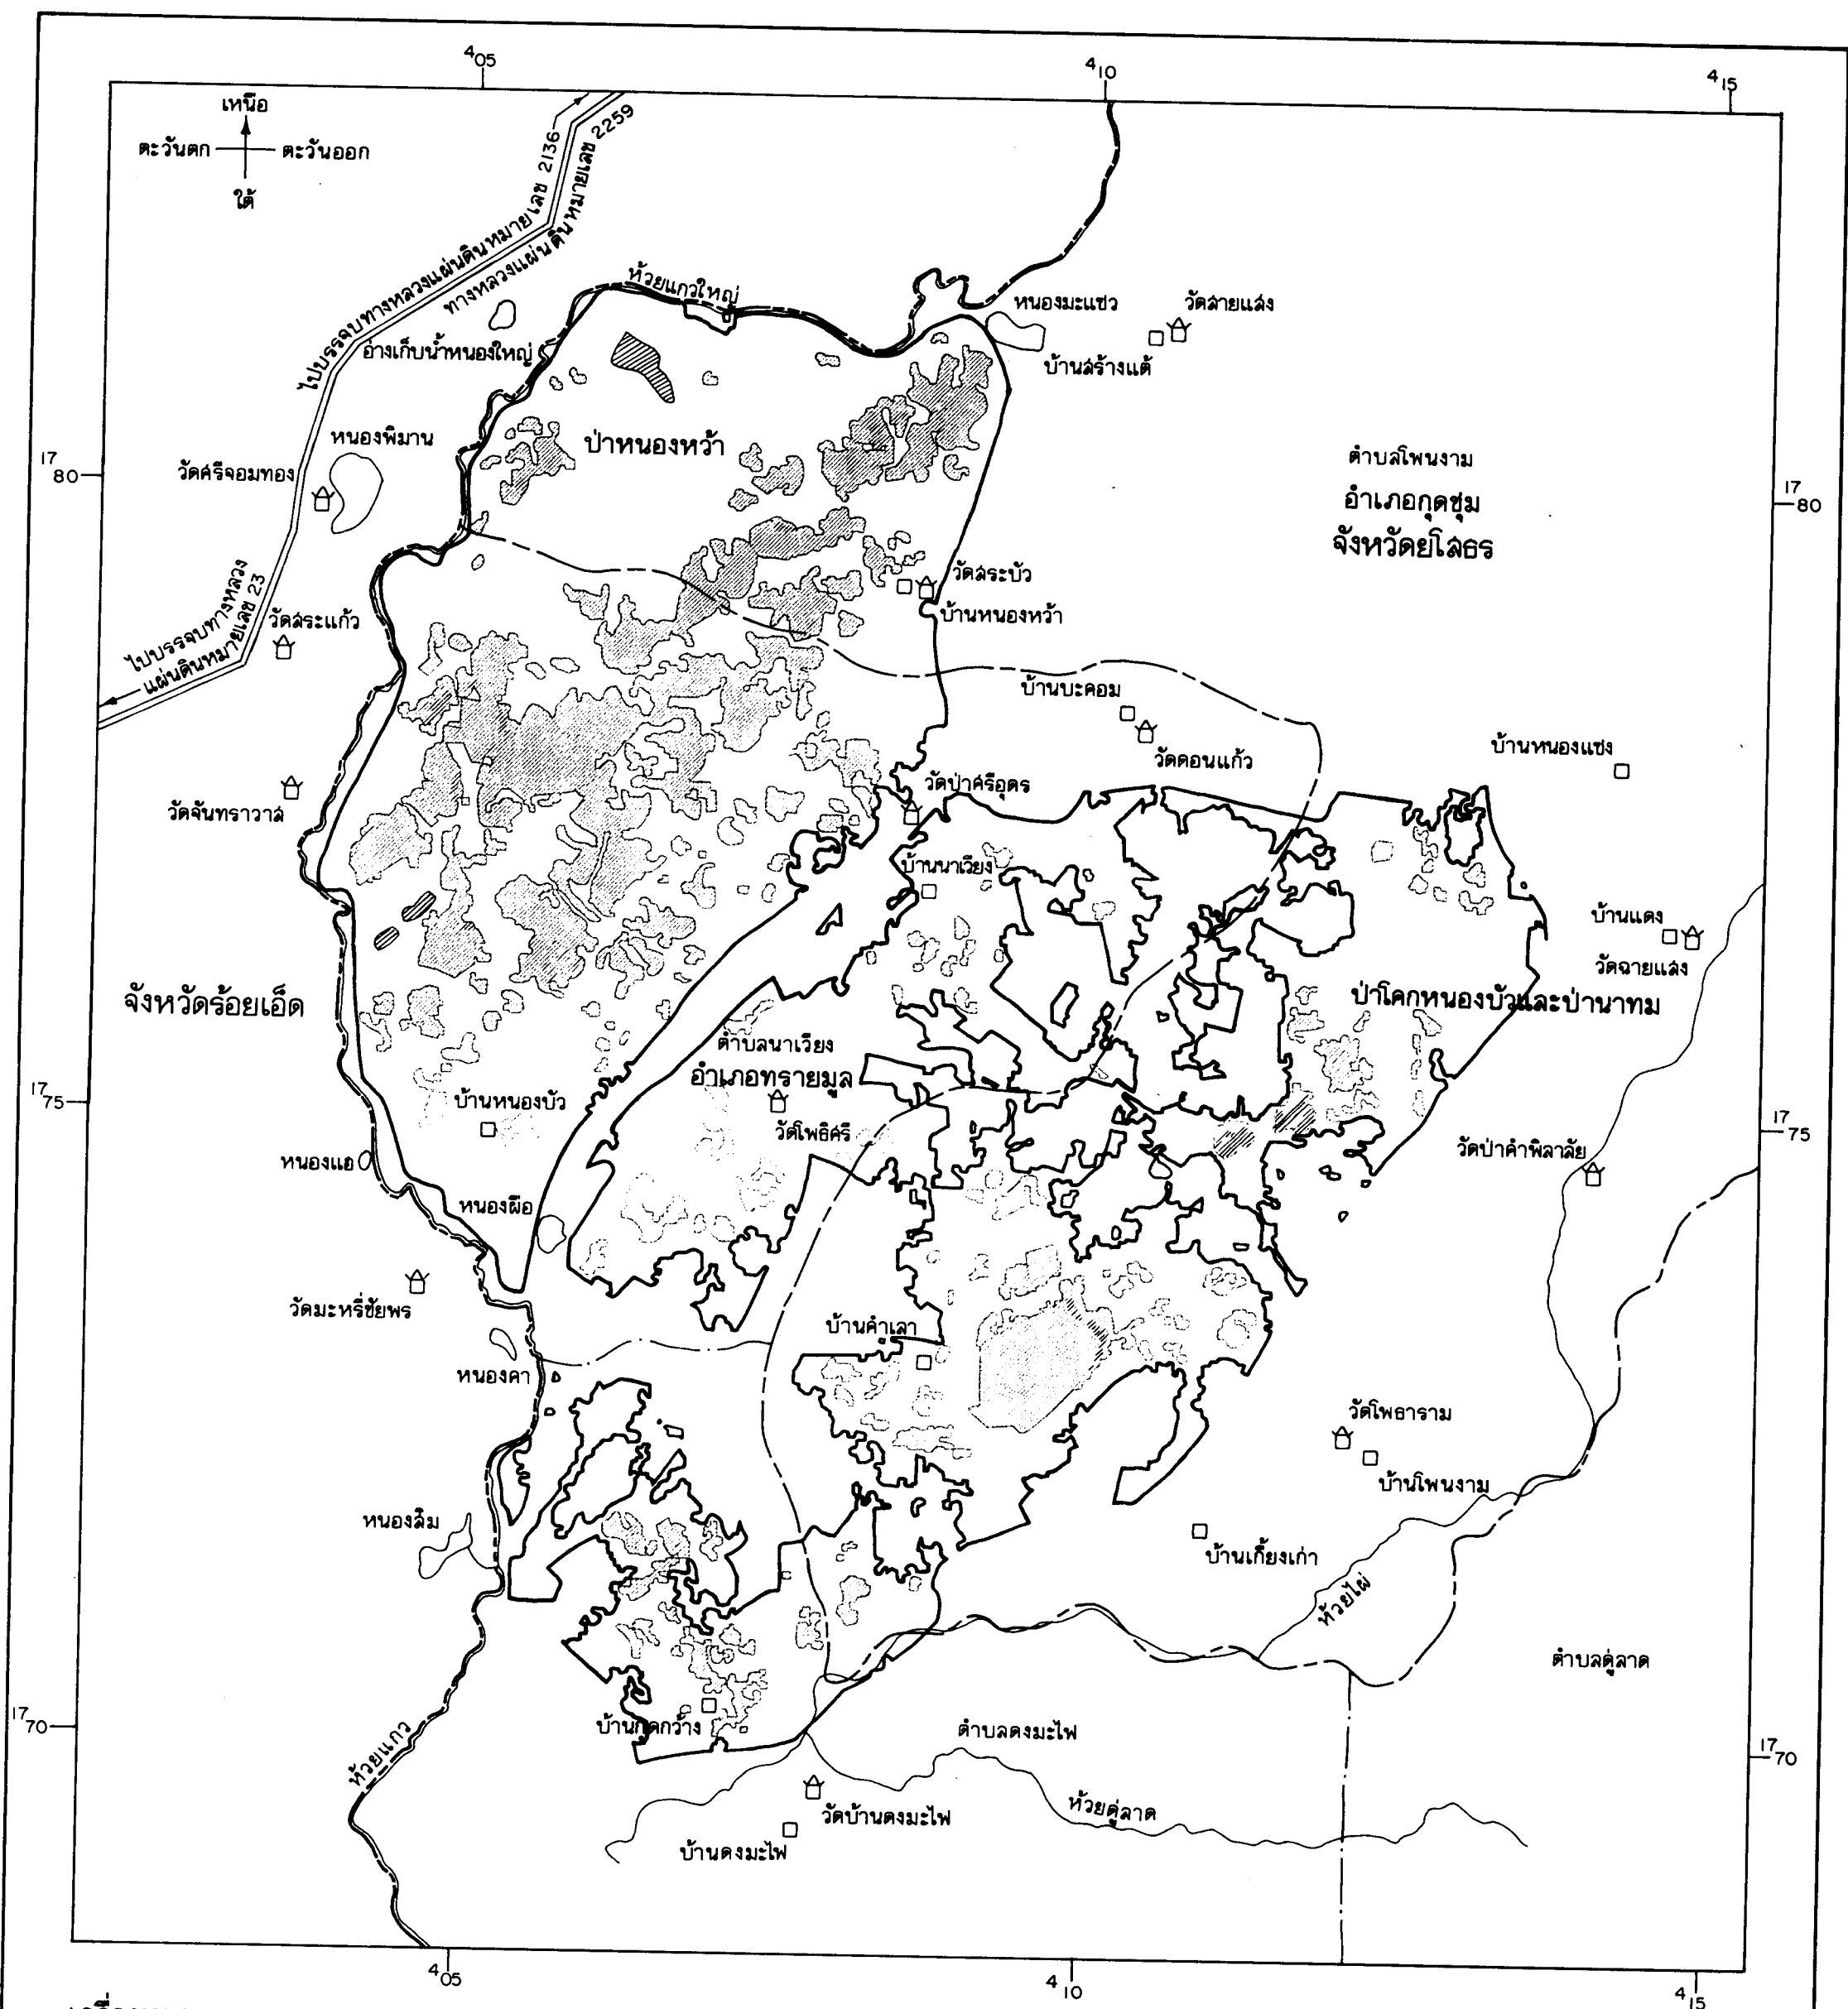 405
410
415
เหนือ
ตะวันตก
ตะวันออก
ใต้
ไปบรรจบทางหลวงแผ่นดินหมายเลข 2136
ทางหลวงแผ่นดินหมายเลข 2259
ห้วยแกวใหญ่
หนองมะแซว
วัดสายแสง
บ้านสร้างแต้
อ่างเก็บน้ำหนองใหญ่
หนองพิมาน
ป่าหนองหว้า
วัดศรีจอมทอง
1780
ตำบลโพนงาม
อำเภอกุดชุม
จังหวัดยโสธร
1780
วัดสระบัว
บ้านหนองหว้า
ไปบรรจบทางหลวง
แผ่นดินหมายเลข 23
วัดสระแก้ว
บ้านบะคอม
วัดดอนแก้ว
บ้านหนองแซง
วัดป่าศรีอุดร
วัดจันทราวาส
บ้านนาเวียง
บ้านแดง
วัดฉายแสง
จังหวัดร้อยเอ็ด
ป่าโคกหนองบัวและป่านาทม
ตำบลนาเวียง
อำเภอทรายมูล
1775
บ้านหนองบัว
วัดโพธิศรี
1775
วัดป่าคำพิลาลัย
หนองแอ
หนองผือ
วัดมะหรี่ชัยพร
บ้านคำเลา
หนองคา
วัดโพธาราม
บ้านโพนงาม
หนองลิม
บ้านเกี้ยงเก่า
ห้วยไผ่
ตำบลดู่ลาด
1770
บ้านกุดกว้าง
ตำบลดงมะไฟ
1770
ห้วยแกว
วัดบ้านดงมะไฟ
ห้วยดู่ลาด
บ้านดงมะไฟ
405
410
415